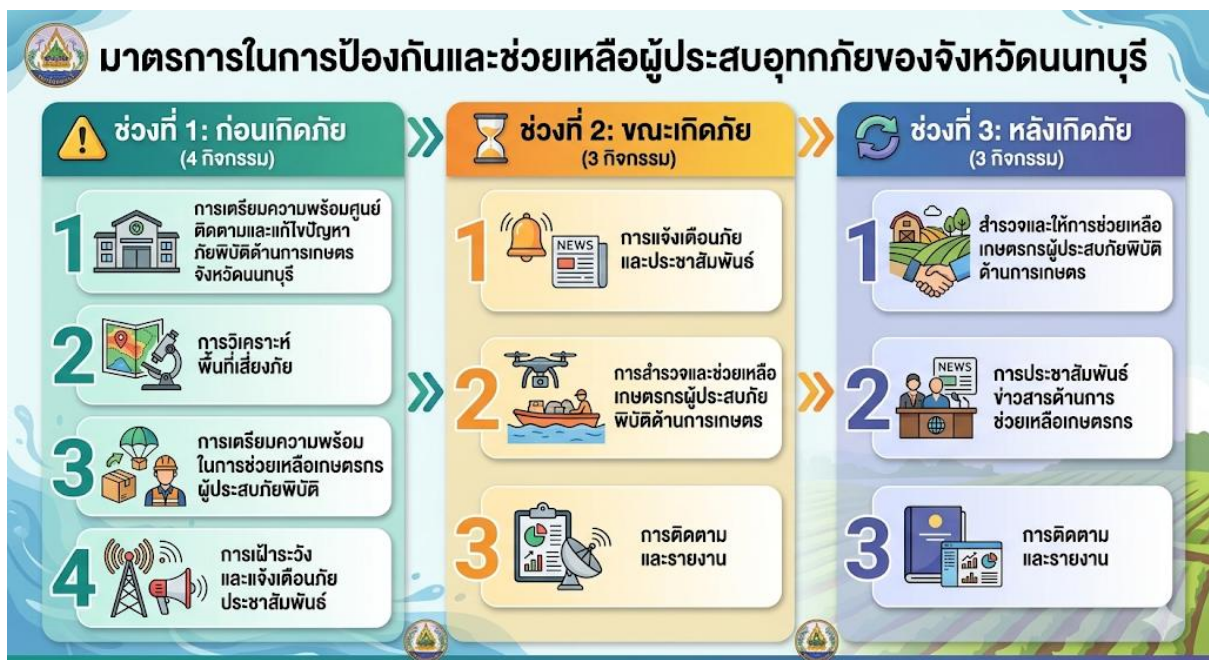 มาตรการในการป้องกันและช่วยเหลือผู้ประสบอุทกภัยของจังหวัดนนทบุรี
ช่วงที่ 1: ก่อนเกิดภัย
(4 กิจกรรม)
1
การเตรียมความพร้อมศูนย์
ติดตามและแก้ไขปัญหา
ภัยพิบัติด้านการเกษตร
จังหวัดนนทบุรี
2
การวิเคราะห์
พื้นที่เสี่ยงภัย
3
การเตรียมความพร้อม
ในการช่วยเหลือเกษตรกร
ผู้ประสบภัยพิบัติ
4
การเฝ้าระวัง
และแจ้งเตือนภัย
ประชาสัมพันธ์
ช่วงที่ 2: ขณะเกิดภัย
(3 กิจกรรม)
1
NEWS
การแจ้งเตือนภัย
และประชาสัมพันธ์
2
การสำรวจและช่วยเหลือ
เกษตรกรผู้ประสบภัย
พิบัติด้านการเกษตร
3
การติดตาม
และรายงาน
ช่วงที่ 3: หลังเกิดภัย
(3 กิจกรรม)
1
สำรวจและให้การช่วยเหลือ
เกษตรกรผู้ประสบภัยพิบัติ
ด้านการเกษตร
2
NEWS
การประชาสัมพันธ์
ข่าวสารด้านการ
ช่วยเหลือเกษตรกร
3
การติดตาม
และรายงาน